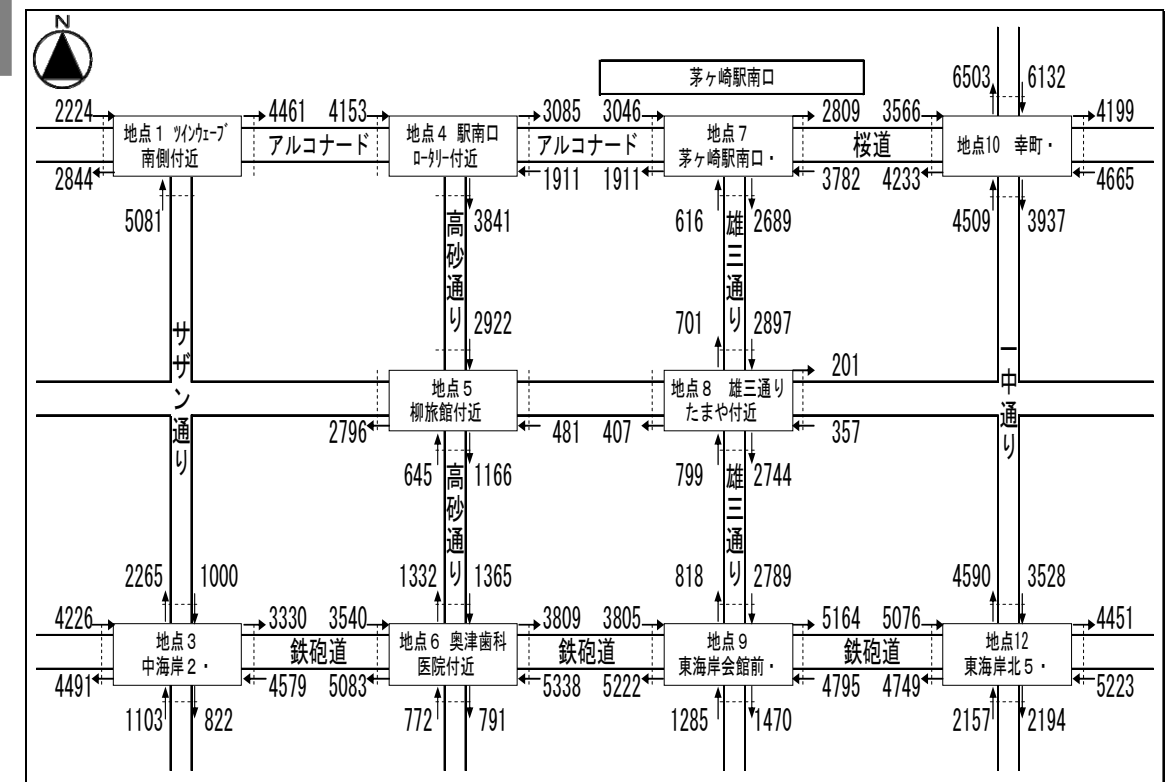 N
茅ヶ崎駅南口
6503 6132
2224 4461 4153 3085 3046 2809 3566 4199
地点1 ツインウェーブ
南側付近
アルコナード
地点4 駅南口
ロータリー付近
アルコナード
地点7
茅ヶ崎駅南口・
桜道
地点10 幸町・
2844 1911 1911 3782 4233 4665
5081 3841 616 2689 4509 3937
高砂通り
雄三通り
2922 701 2897
サザン通り
一中通り
地点5
柳旅館付近
地点8 雄三通り
たまや付近
201
2796 481 407 357
645 1166 799 2744
高砂通り
雄三通り
2265 1000 1332 1365 818 2789 4590 3528
4226 3330 3540 3809 3805 5164 5076 4451
地点3
中海岸2・
鉄砲道
地点6 奥津歯科
医院付近
鉄砲道
地点9
東海岸会館前・
鉄砲道
地点12
東海岸北5・
4491 4579 5083 5338 5222 4795 4749 5223
1103 822 772 791 1285 1470 2157 2194